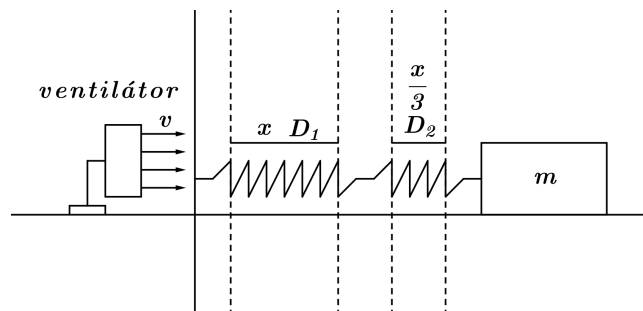 ventilátor
v
x D₁
x/3
D₂
m